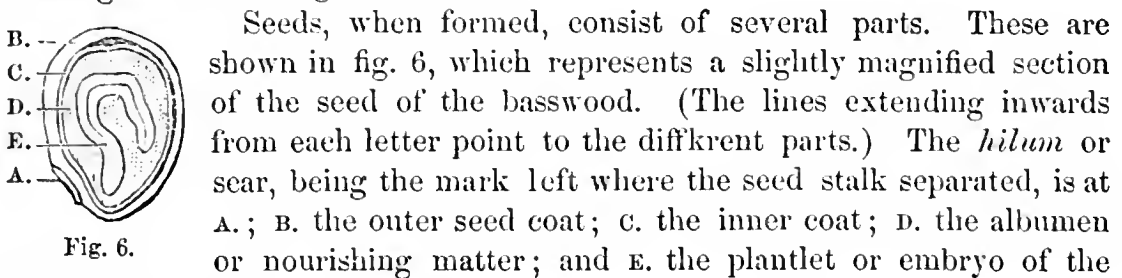 Seeds, when formed, consist of several parts. These are
B.
shown in fig. 6, which represents a slightly magnified section
C.
of the seed of the basswood. (The lines extending inwards
D.
from each letter point to the diff'krent parts.) The hilum or
E.
scar, being the mark left where the seed stalk separated, is at
A.
A.; B. the outer seed coat; C. the inner coat; D. the albumen
Fig. 6.
or nourishing matter; and E. the plantlet or embryo of the